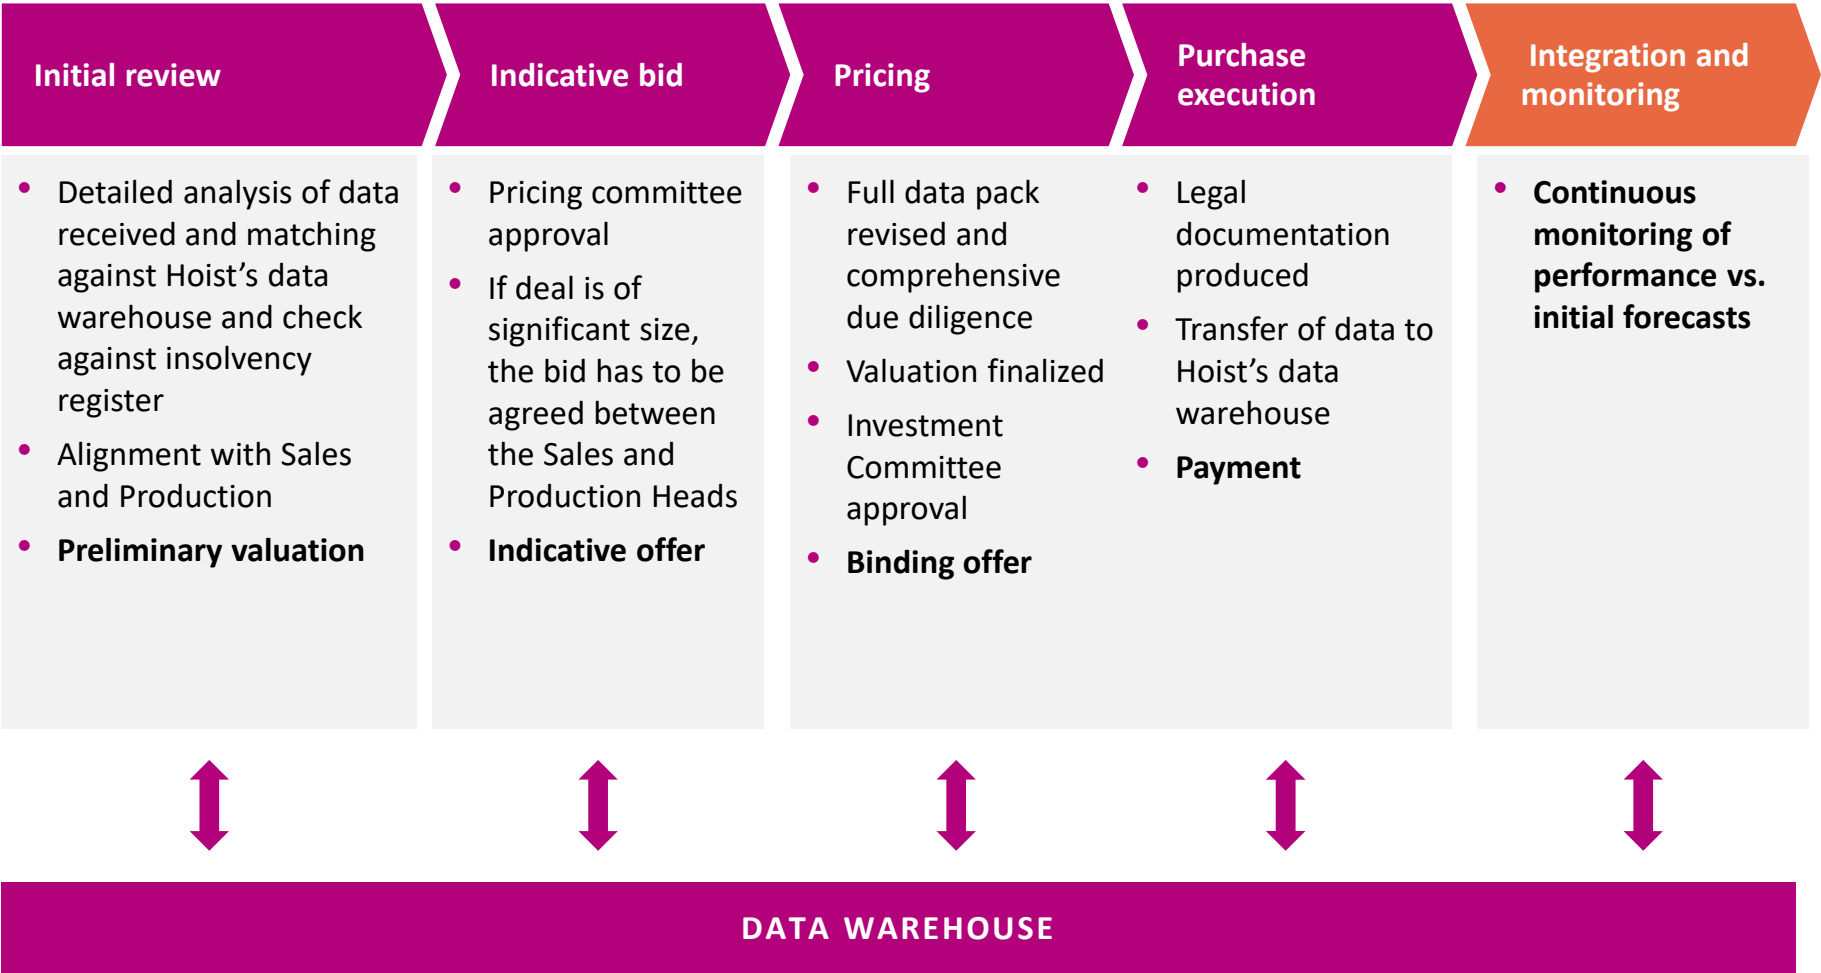 Initial review
Indicative bid
Pricing
Purchase
execution
Integration and
monitoring
• Detailed analysis of data
received and matching
against Hoist’s data
warehouse and check
against insolvency
register
• Alignment with Sales
and Production
• Preliminary valuation
• Pricing committee
approval
• If deal is of
significant size,
the bid has to be
agreed between
the Sales and
Production Heads
• Indicative offer
• Full data pack
revised and
comprehensive
due diligence
• Valuation finalized
• Investment
Committee
approval
• Binding offer
• Legal
documentation
produced
• Transfer of data to
Hoist’s data
warehouse
• Payment
• Continuous
monitoring of
performance vs.
initial forecasts
DATA WAREHOUSE